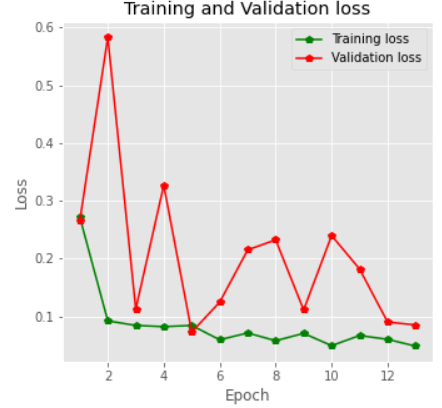 Training and Validation loss
Training loss
Validation loss
0.6
0.5
0.4
0.3
0.2
0.1
Loss
2
4
6
8
10
12
Epoch